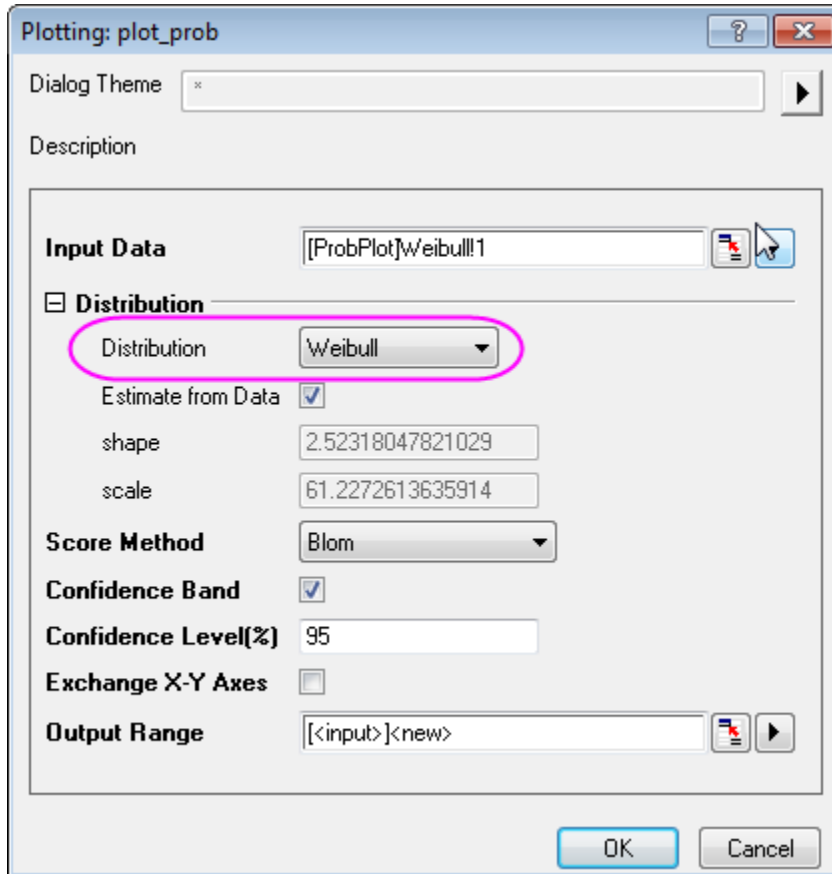 Plotting: plot_prob
Dialog Theme *
Description
Input Data [ProbPlot]Weibull!1
Distribution
Distribution Weibull
Estimate from Data
shape 2.52318047821029
scale 61.2272613635914
Score Method Blom
Confidence Band
Confidence Level(%) 95
Exchange X-Y Axes
Output Range [<input>]<new>
OK Cancel